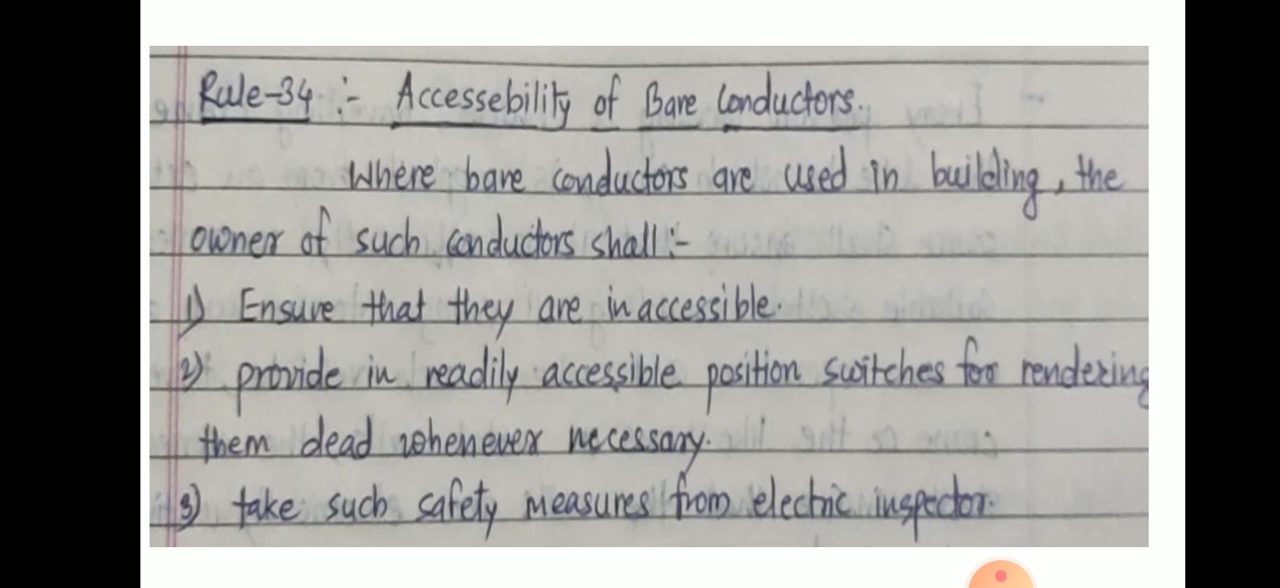 Rule-34 :- Accessebility of Bare Conductors.
Where bare conductors are used in building, the
owner of such conductors shall :-
1) Ensure that they are inaccessible.
2) provide in readily accessible position switches for rendering
them dead whenever necessary.
3) take such safety measures from electric inspector.